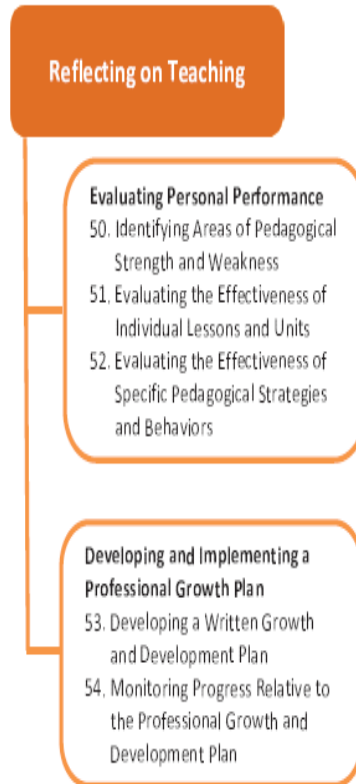 Reflecting on Teaching
Evaluating Personal Performance
50. Identifying Areas of Pedagogical
Strength and Weakness
51. Evaluating the Effectiveness of
Individual Lessons and Units
52. Evaluating the Effectiveness of
Specific Pedagogical Strategies
and Behaviors
Developing and Implementing a
Professional Growth Plan
53. Developing a Written Growth
and Development Plan
54. Monitoring Progress Relative to
the Professional Growth and
Development Plan